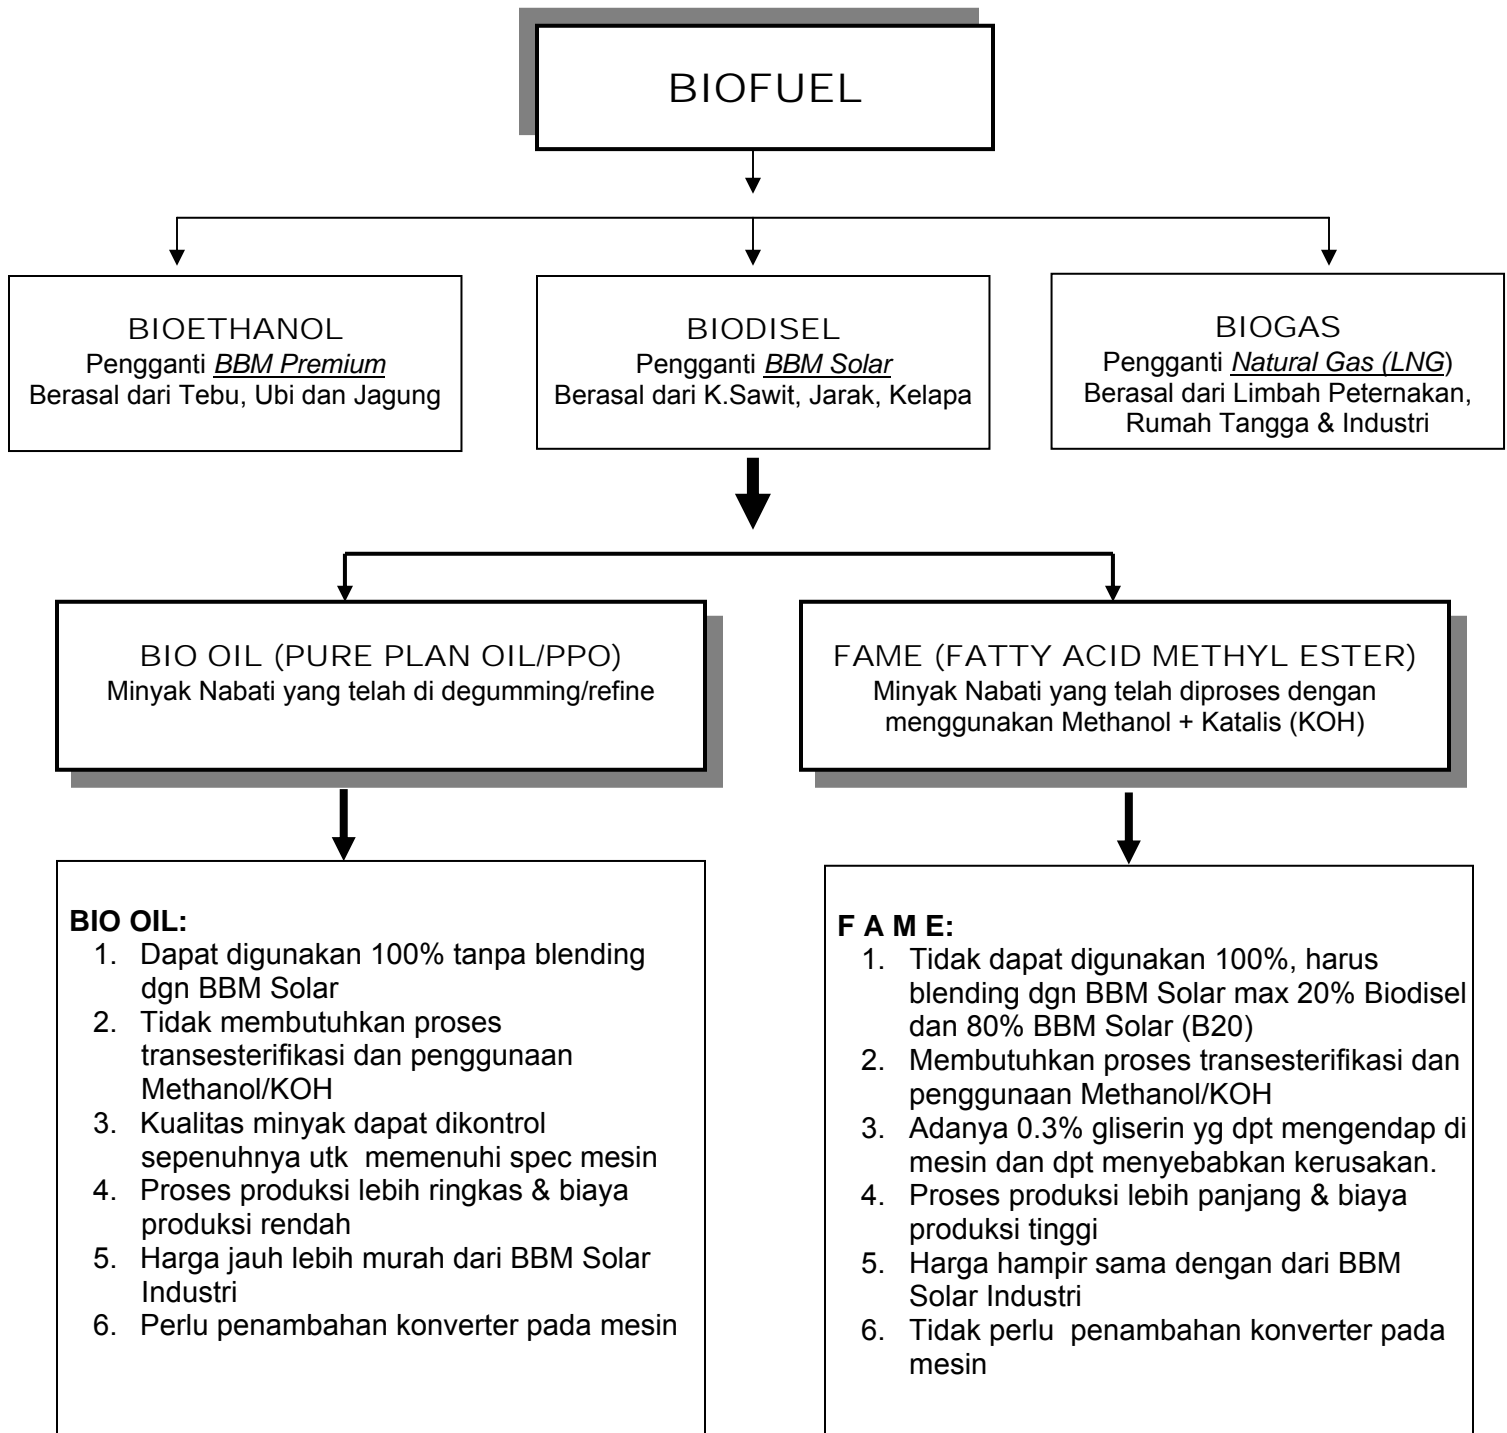 BIOFUEL
BIOETHANOL
Pengganti BBM Premium
Berasal dari Tebu, Ubi dan Jagung
BIODISEL
Pengganti BBM Solar
Berasal dari K.Sawit, Jarak, Kelapa
BIOGAS
Pengganti Natural Gas (LNG)
Berasal dari Limbah Peternakan,
Rumah Tangga & Industri
BIO OIL (PURE PLAN OIL/PPO)
Minyak Nabati yang telah di degumming/refine
FAME (FATTY ACID METHYL ESTER)
Minyak Nabati yang telah diproses dengan
menggunakan Methanol + Katalis (KOH)
BIO OIL:
1. Dapat digunakan 100% tanpa blending
dgn BBM Solar
2. Tidak membutuhkan proses
transesterifikasi dan penggunaan
Methanol/KOH
3. Kualitas minyak dapat dikontrol
sepenuhnya utk memenuhi spec mesin
4. Proses produksi lebih ringkas & biaya
produksi rendah
5. Harga jauh lebih murah dari BBM Solar
Industri
6. Perlu penambahan konverter pada mesin
F A M E:
1. Tidak dapat digunakan 100%, harus
blending dgn BBM Solar max 20% Biodisel
dan 80% BBM Solar (B20)
2. Membutuhkan proses transesterifikasi dan
penggunaan Methanol/KOH
3. Adanya 0.3% gliserin yg dpt mengendap di
mesin dan dpt menyebabkan kerusakan.
4. Proses produksi lebih panjang & biaya
produksi tinggi
5. Harga hampir sama dengan dari BBM
Solar Industri
6. Tidak perlu penambahan konverter pada
mesin